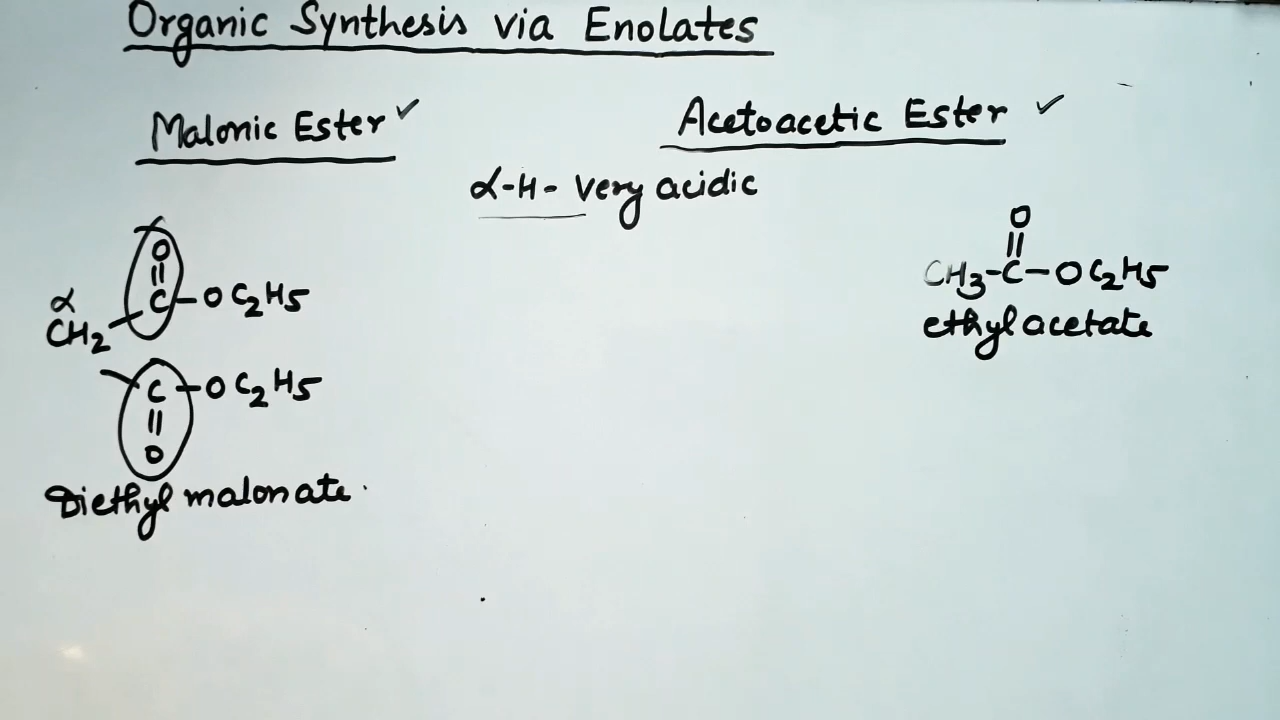 Organic Synthesis via Enolates
Malonic Ester ✓
Acetoacetic Ester ✓
α-H- Very acidic
O
||
α C-OC2H5
CH2
C-OC2H5
||
O
Diethyl malonate.
O
||
CH3-C-OC2H5
ethyl acetate